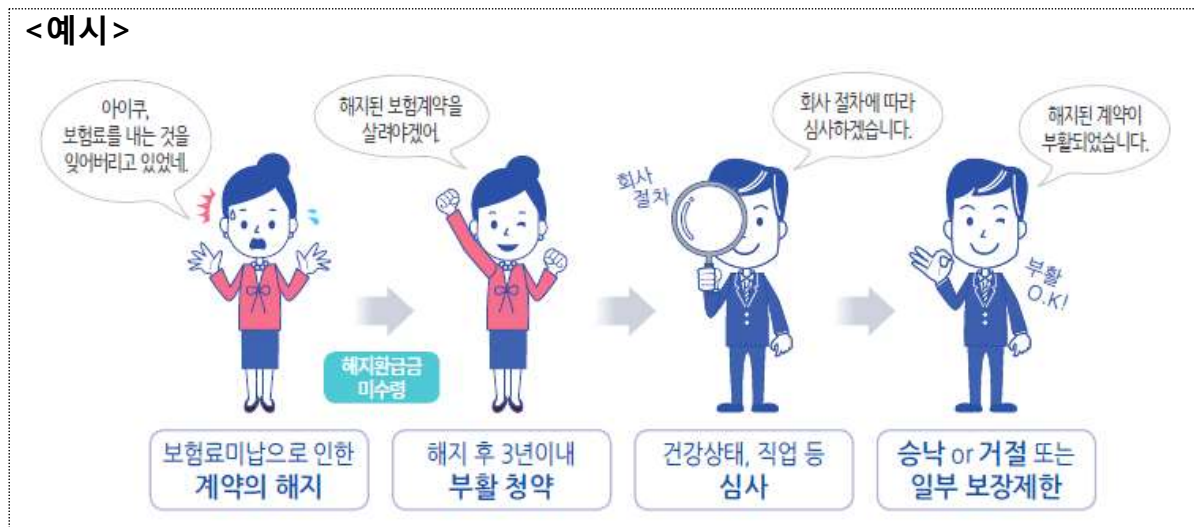 <예시>
아이쿠,
보험료를 내는 것을
잊어버리고 있었네.
해지된 보험계약을
살려야겠어.
회사 절차에 따라
심사하겠습니다.
해지된 계약이
부활되었습니다.
회사
절차
부활
O.K!
해지환급금
미수령
보험료미납으로 인한
계약의 해지
해지 후 3년이내
부활 청약
건강상태, 직업 등
심사
승낙 or 거절 또는
일부 보장제한